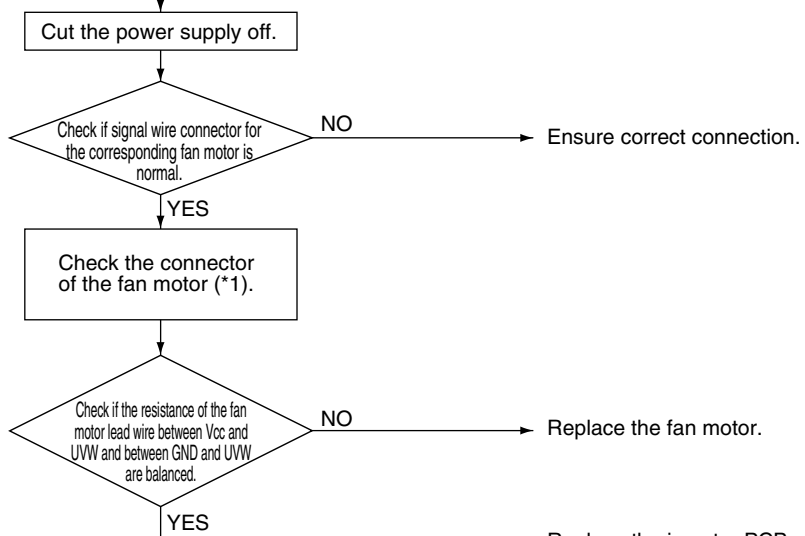 Cut the power supply off.
Check if signal wire connector for
the corresponding fan motor is
normal.
NO
Ensure correct connection.
YES
Check the connector
of the fan motor (*1).
Check if the resistance of the fan
motor lead wire between Vcc and
UVW and between GND and UVW
are balanced.
NO
Replace the fan motor.
YES